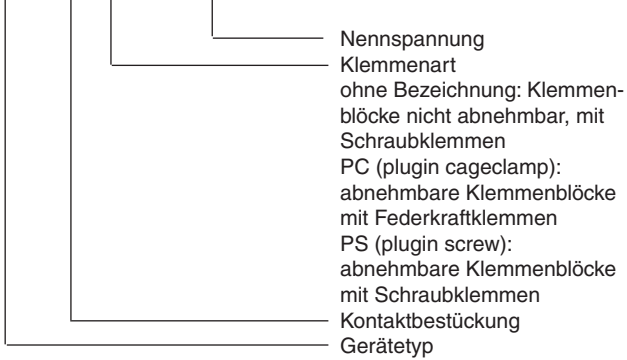 Nennspannung
Klemmenart
ohne Bezeichnung: Klemmen-
blöcke nicht abnehmbar, mit
Schraubklemmen
PC (plugin cageclamp):
abnehmbare Klemmenblöcke
mit Federkraftklemmen
PS (plugin screw):
abnehmbare Klemmenblöcke
mit Schraubklemmen
Kontaktbestückung
Gerätetyp